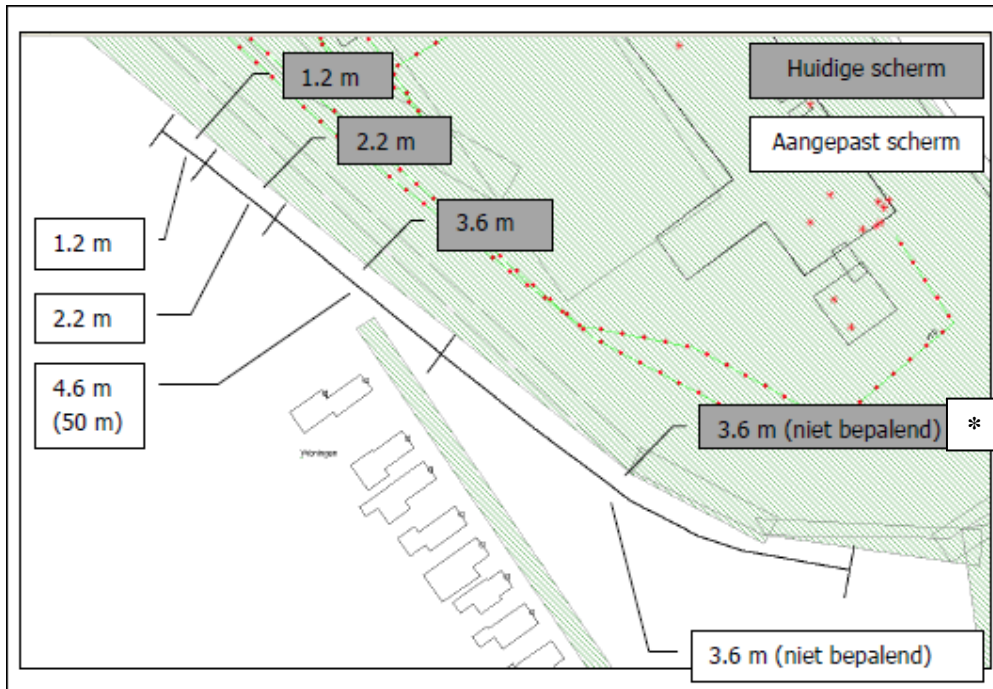 1.2 m
Huidige scherm
2.2 m
Aangepast scherm
3.6 m
1.2 m
2.2 m
4.6 m
(50 m)
3.6 m (niet bepalend)
*
Woningen
3.6 m (niet bepalend)